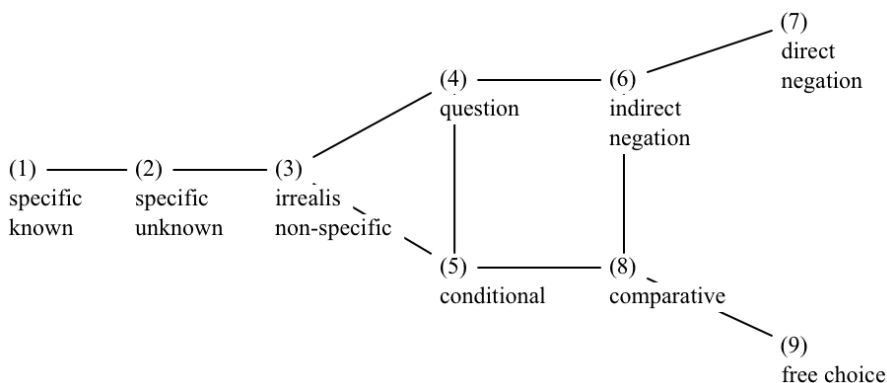 (7)
direct
negation
(4)
question
(6)
indirect
negation
(1)
specific
known
(2)
specific
unknown
(3)
irrealis
non-specific
(5)
conditional
(8)
comparative
(9)
free choice